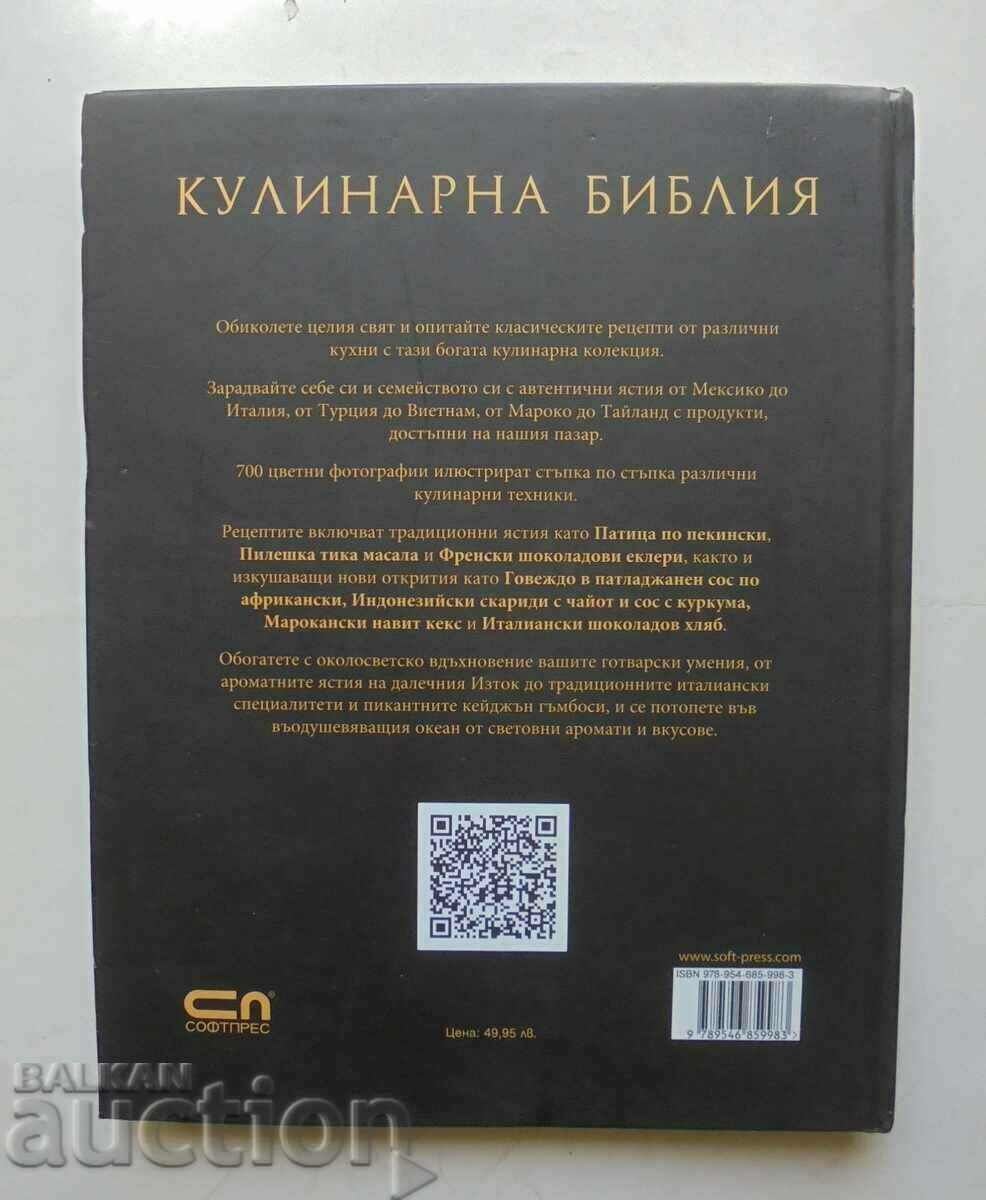 КУЛИНАРНА БИБЛИЯ
Обиколете целия свят и опитайте класическите рецепти от различни
кухни с тази богата кулинарна колекция.
Зарадвайте себе си и семейството си с автентични ястия от Мексико до
Италия, от Турция до Виетнам, от Мароко до Тайланд с продукти,
достъпни на нашия пазар.
700 цветни фотографии илюстрират стъпка по стъпка различни
кулинарни техники.
Рецептите включват традиционни ястия като Патица по пекински,
Пилешка тика масала и Френски шоколадови еклери, както и
изкушаващи нови открития като Говеждо в патладжанен сос по
африкански, Индонезийски скариди с чайот и сос с куркума,
Марокански навит кекс и Италиански шоколадов хляб.
Обогатете с околосветско вдъхновение вашите готварски умения, от
ароматните ястия на далечния Изток до традиционните италиански
специалитети и пикантните кейджън гъмбоси, и се потопете във
въодушевяващия океан от световни аромати и вкусове.
www.soft-press.com
ISBN 978-954-685-998-3
9 789546 859983 >
СП®
СОФТПРЕС
Цена: 49,95 лв.
BALKAN
auction